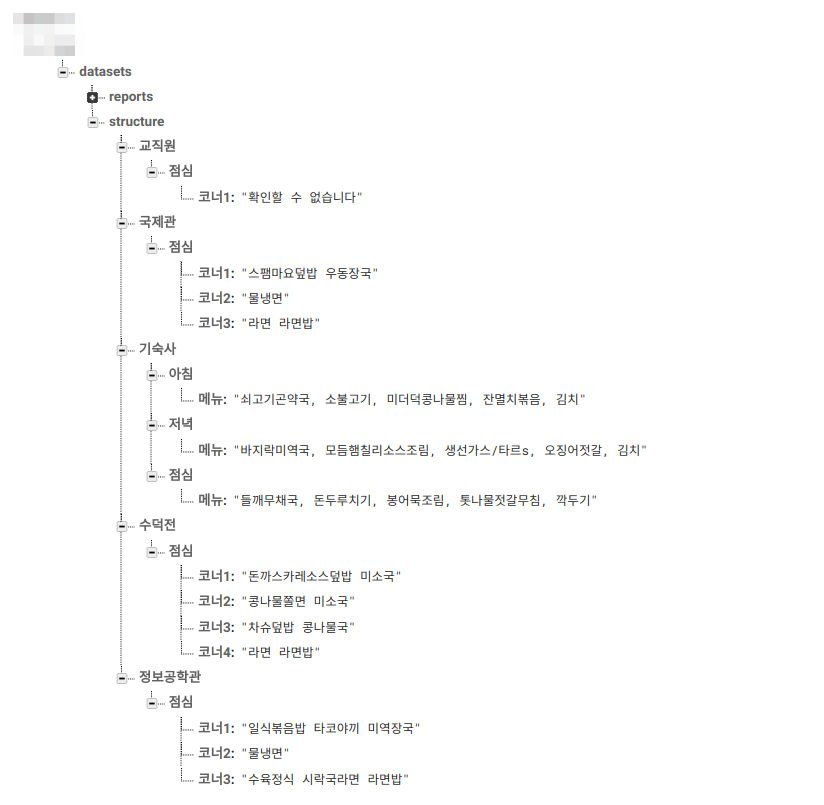 datasets
reports
structure
교직원
점심
코너1: "확인할 수 없습니다"
국제관
점심
코너1: "스팸마요덮밥 우동장국"
코너2: "물냉면"
코너3: "라면 라면밥"
기숙사
아침
메뉴: "쇠고기곤약국, 소불고기, 미더덕콩나물찜, 잔멸치볶음, 김치"
저녁
메뉴: "바지락미역국, 모듬햄칠리소스조림, 생선가스/타르s, 오징어젓갈, 김치"
점심
메뉴: "들깨무채국, 돈두루치기, 봉어묵조림, 톳나물젓갈무침, 깍두기"
수덕전
점심
코너1: "돈까스카레소스덮밥 미소국"
코너2: "콩나물쫄면 미소국"
코너3: "차슈덮밥 콩나물국"
코너4: "라면 라면밥"
정보공학관
점심
코너1: "일식볶음밥 타코야끼 미역장국"
코너2: "물냉면"
코너3: "수육정식 시락국라면 라면밥"